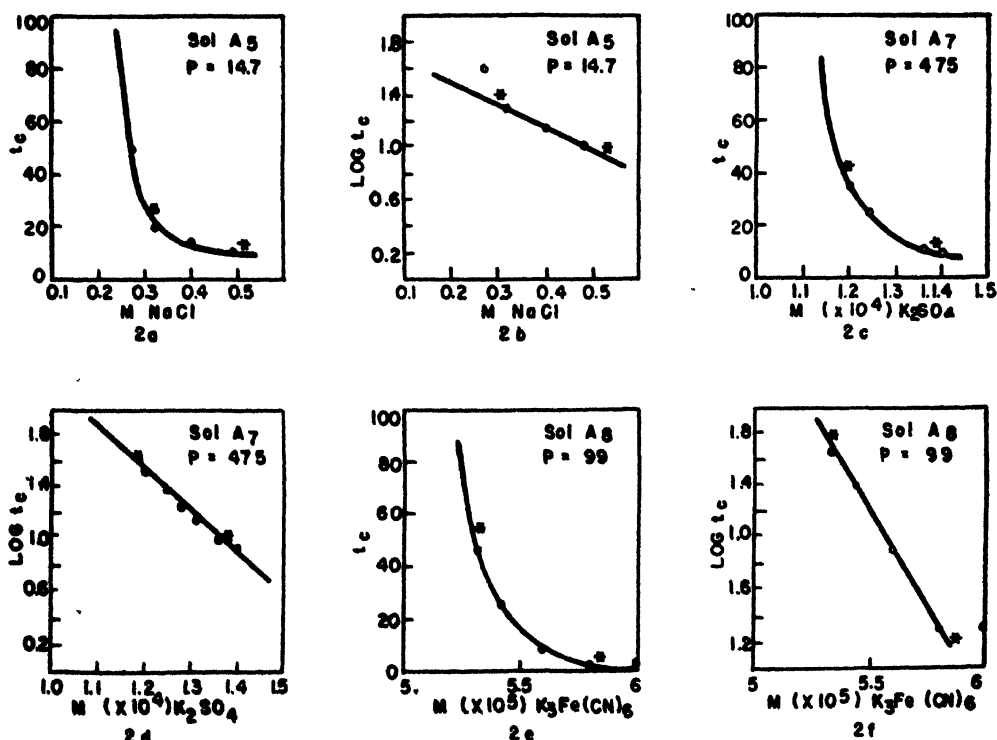 100
80
60
40
20
0
t c
Sol A5
P = 14.7
0.1 0.2 0.3 0.4 0.5
M NaCl
2a
1.8
1.4
1.0
0.6
0.2
LOG t c
Sol A5
P = 14.7
0.1 0.2 0.3 0.4 0.5
M NaCl
2b
100
80
60
40
20
0
t c
Sol A7
P = 475
1.0 1.1 1.2 1.1.4 1.5
M (x10⁴) K2SO4
2c
1.8
1.4
1.0
0.6
0.2
LOG t c
Sol A7
P = 475
1.0 1.1 1.2 1.3 1.4 1.5
M (x10⁴) K2SO4
2d
100
80
60
40
20
0
t c
Sol A8
P = 99
5. 5.5 6
M (x10⁵) K3Fe(CN)6
2e
1.8
1.4
1.0
1.6
1.2
LOG t c
Sol A8
P = 99
5 5.5 6
M (x10⁵) K3Fe(CN)6
2f